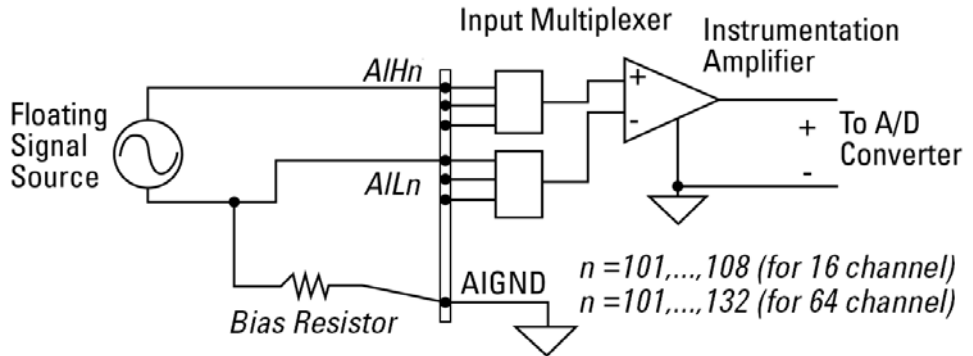 Input Multiplexer
Instrumentation
Amplifier
AIHn
Floating
Signal
Source
+
-
+
To A/D
Converter
-
AILn
AIGND
n =101,...,108 (for 16 channel)
n =101,...,132 (for 64 channel)
Bias Resistor